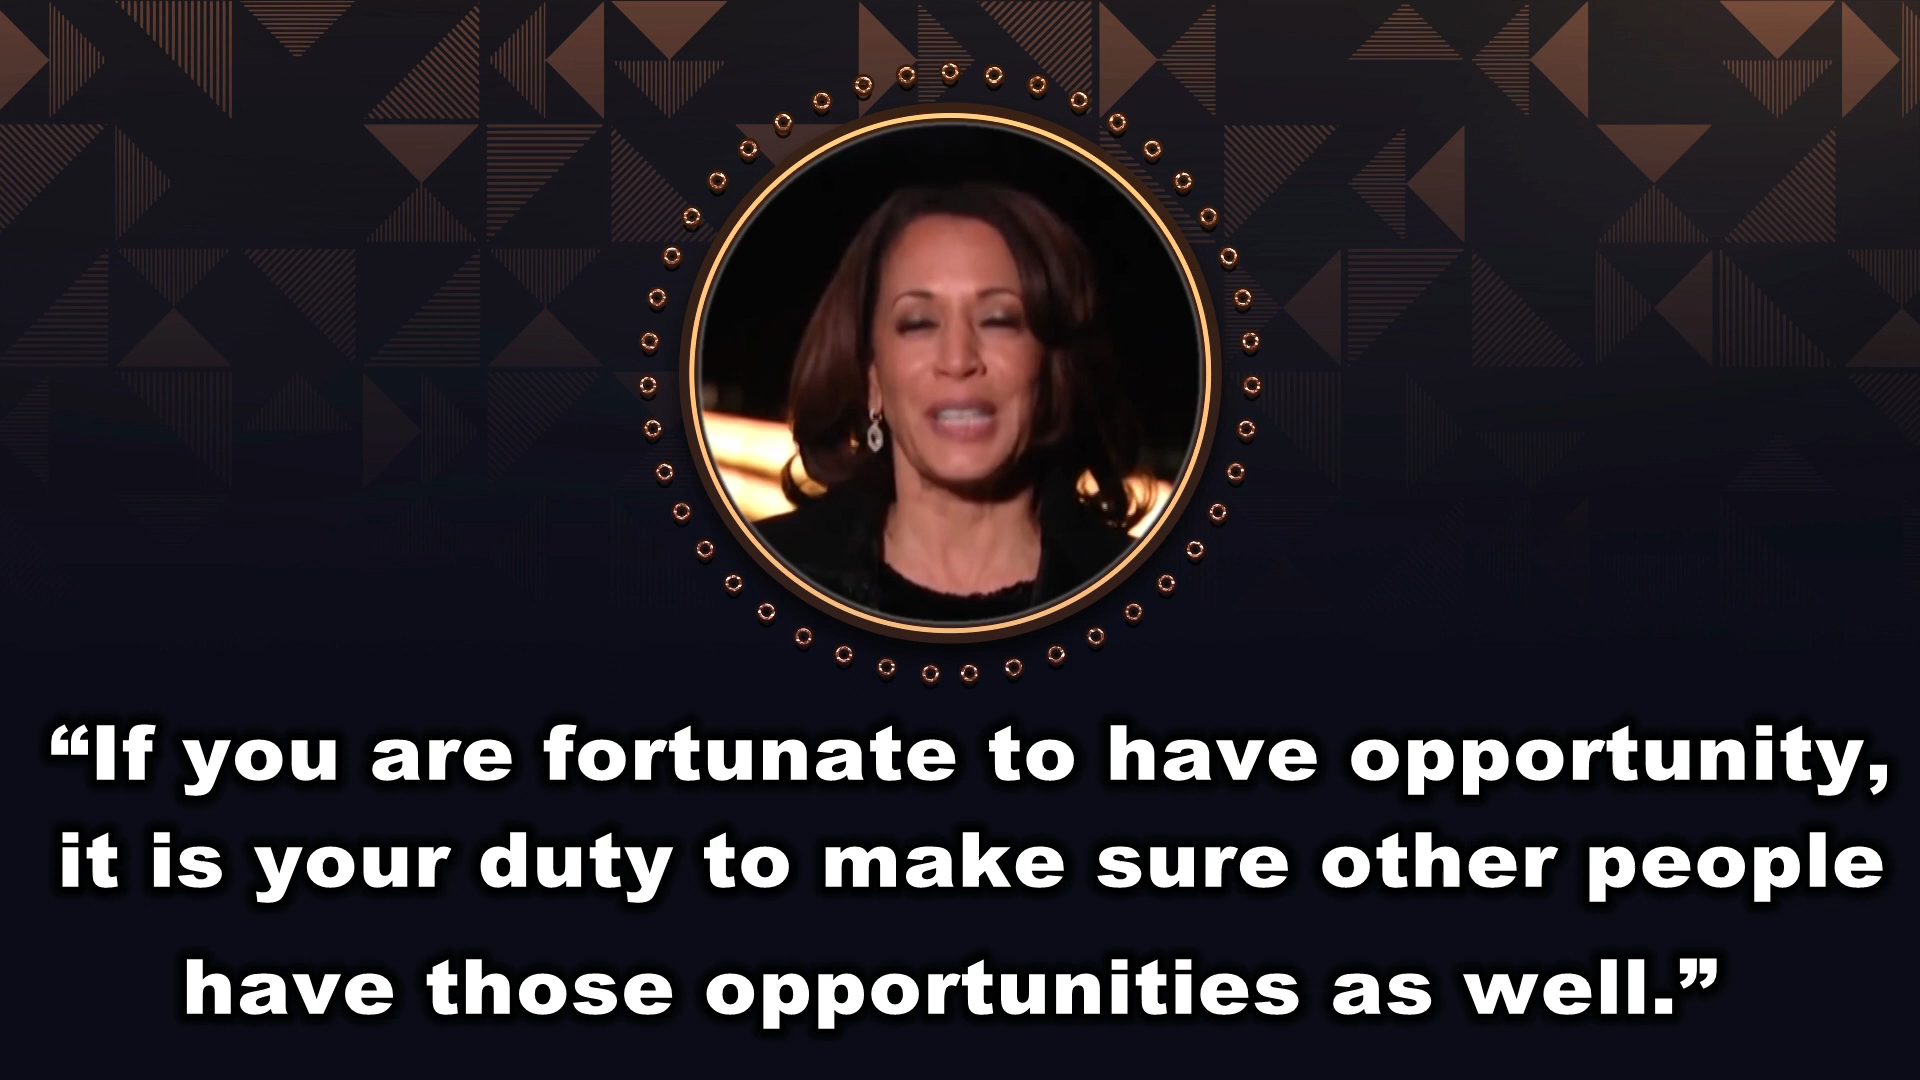 “If you are fortunate to have opportunity,
it is your duty to make sure other people
have those opportunities as well.”